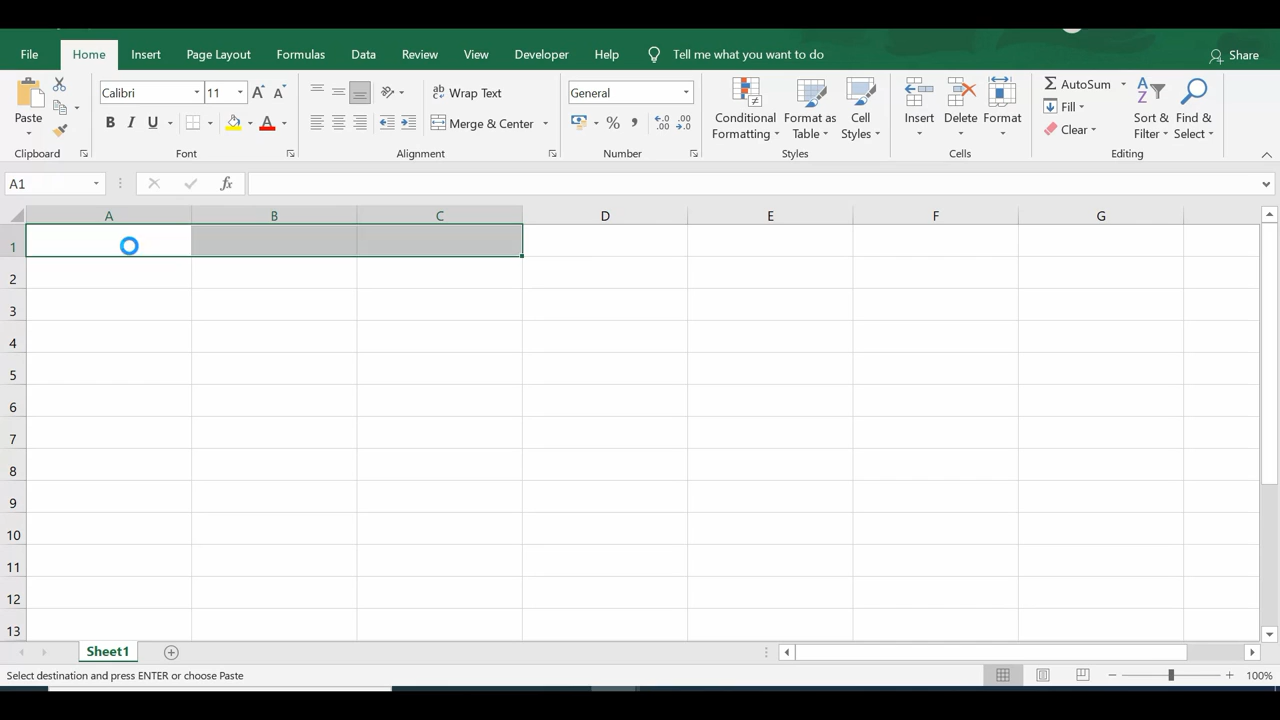 File Home Insert Page Layout Formulas Data Review View Developer Help Tell me what you want to do Share
Calibri 11 Wrap Text General AutoSum
Paste Conditional Format as Cell Insert Delete Format Fill Sort & Find &
B I U Merge & Center % , Formatting Table Styles Clear Filter Select
Clipboard Font Alignment Number Styles Cells Editing
A1 fx
A B C D E F G
1
2
3
4
5
6
7
8
9
10
11
12
13
Sheet1
Select destination and press ENTER or choose Paste 100%